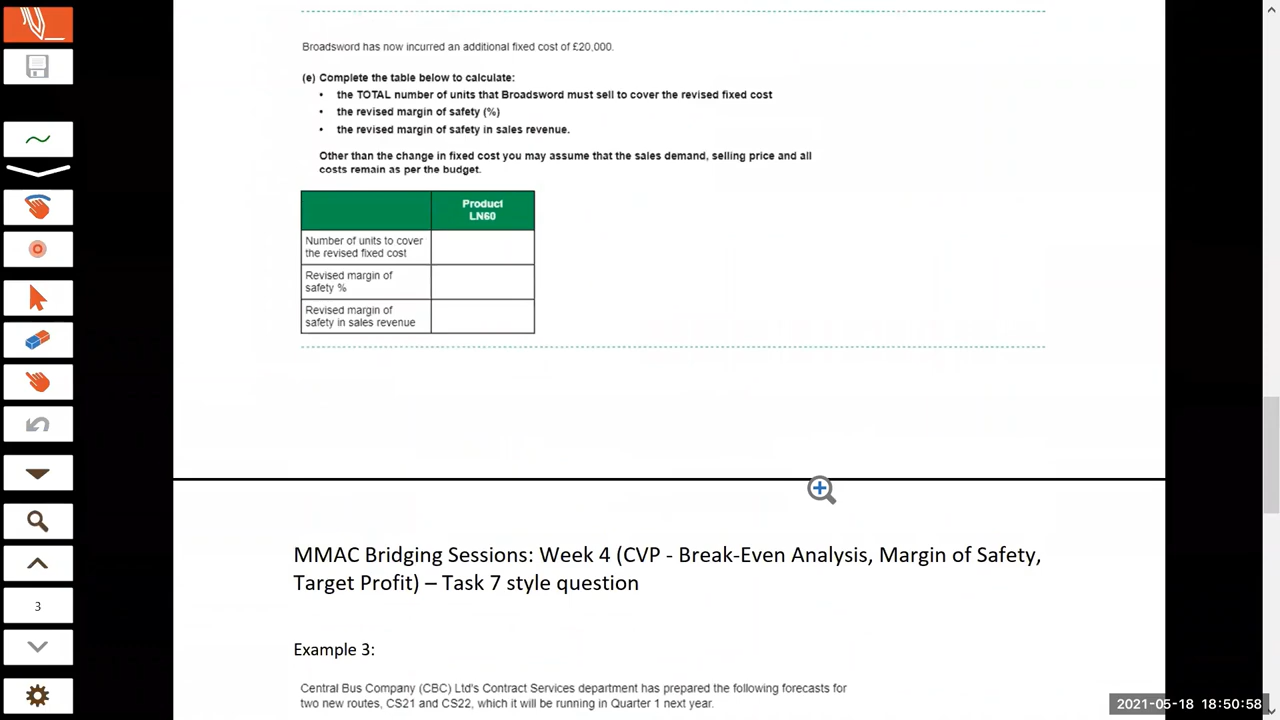 Broadsword has now incurred an additional fixed cost of £20,000.
(e) Complete the table below to calculate:
• the TOTAL number of units that Broadsword must sell to cover the revised fixed cost
• the revised margin of safety (%)
• the revised margin of safety in sales revenue.
Other than the change in fixed cost you may assume that the sales demand, selling price and all
costs remain as per the budget.
Product
LN60
Number of units to cover
the revised fixed cost
Revised margin of
safety %
Revised margin of
safety in sales revenue
MMAC Bridging Sessions: Week 4 (CVP - Break-Even Analysis, Margin of Safety,
Target Profit) – Task 7 style question
3
Example 3:
Central Bus Company (CBC) Ltd's Contract Services department has prepared the following forecasts for
two new routes, CS21 and CS22, which it will be running in Quarter 1 next year.
2021-05-18 18:50:58